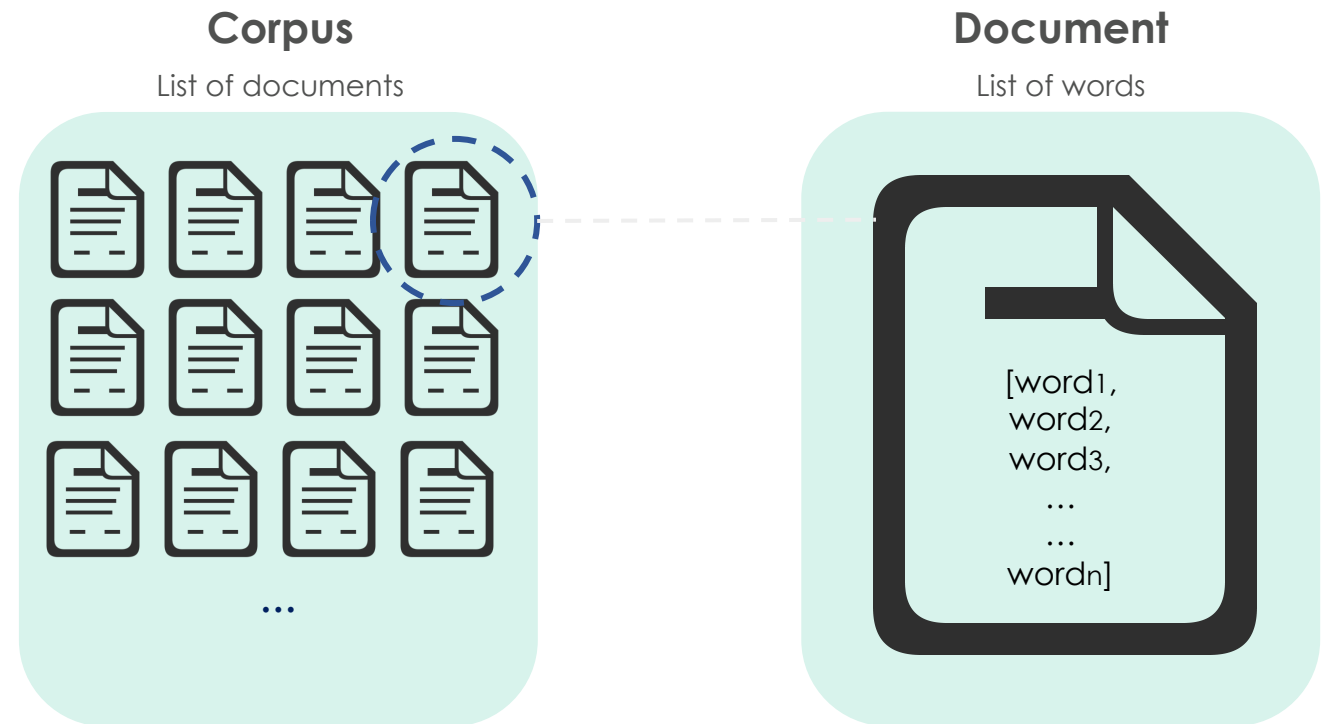 Corpus
List of documents
...
Document
List of words
[word1,
word2,
word3,
...
...
wordn]